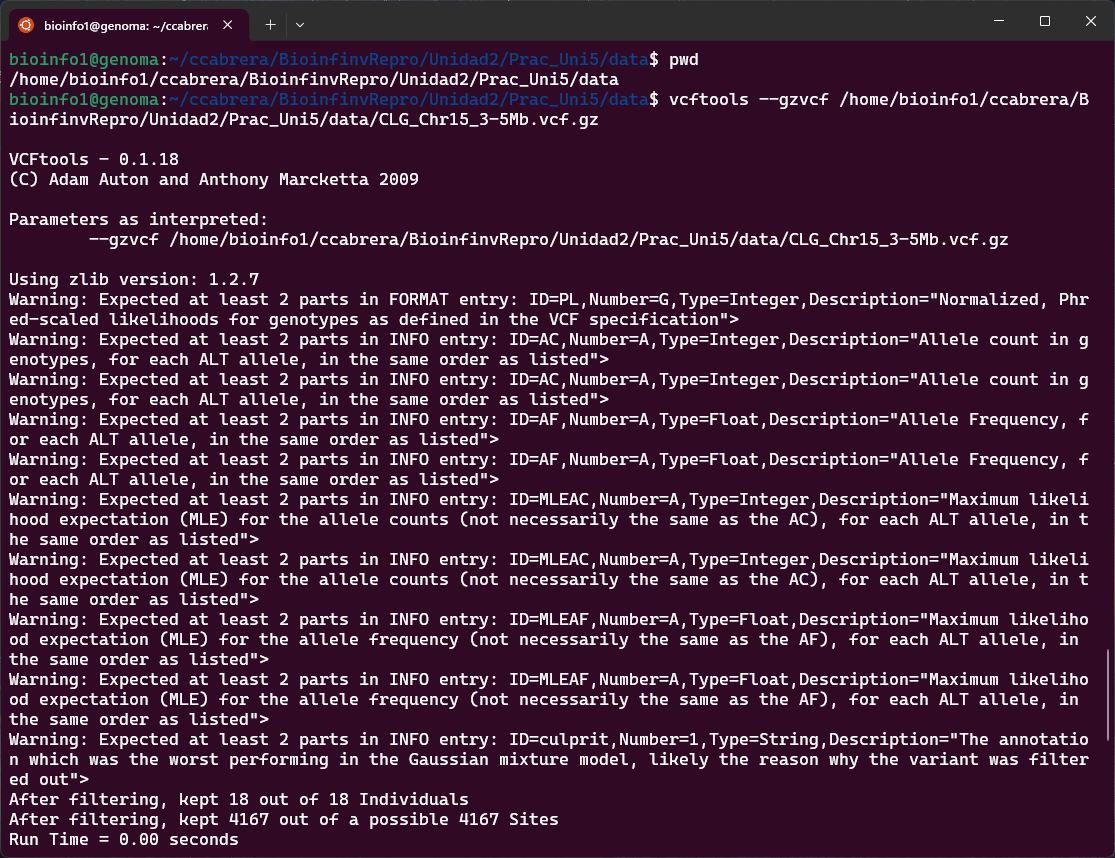 bioinfo1@genoma: ~/ccabrera
bioinfo1@genoma:~/ccabrera/BioinfinvRepro/Unidad2/Prac_Uni5/data$ pwd
/home/bioinfo1/ccabrera/BioinfinvRepro/Unidad2/Prac_Uni5/data
bioinfo1@genoma:~/ccabrera/BioinfinvRepro/Unidad2/Prac_Uni5/data$ vcftools --gzvcf /home/bioinfo1/ccabrera/B
ioinfinvRepro/Unidad2/Prac_Uni5/data/CLG_Chr15_3-5Mb.vcf.gz
VCFtools - 0.1.18
(C) Adam Auton and Anthony Marcketta 2009
Parameters as interpreted:
--gzvcf /home/bioinfo1/ccabrera/BioinfinvRepro/Unidad2/Prac_Uni5/data/CLG_Chr15_3-5Mb.vcf.gz
Using zlib version: 1.2.7
Warning: Expected at least 2 parts in FORMAT entry: ID=PL,Number=G,Type=Integer,Description="Normalized, Phr
ed-scaled likelihoods for genotypes as defined in the VCF specification">
Warning: Expected at least 2 parts in INFO entry: ID=AC,Number=A,Type=Integer,Description="Allele count in g
enotypes, for each ALT allele, in the same order as listed">
Warning: Expected at least 2 parts in INFO entry: ID=AC,Number=A,Type=Integer,Description="Allele count in g
enotypes, for each ALT allele, in the same order as listed">
Warning: Expected at least 2 parts in INFO entry: ID=AF,Number=A,Type=Float,Description="Allele Frequency, f
or each ALT allele, in the same order as listed">
Warning: Expected at least 2 parts in INFO entry: ID=AF,Number=A,Type=Float,Description="Allele Frequency, f
or each ALT allele, in the same order as listed">
Warning: Expected at least 2 parts in INFO entry: ID=MLEAC,Number=A,Type=Integer,Description="Maximum likeli
hood expectation (MLE) for the allele counts (not necessarily the same as the AC), for each ALT allele, in t
he same order as listed">
Warning: Expected at least 2 parts in INFO entry: ID=MLEAC,Number=A,Type=Integer,Description="Maximum likeli
hood expectation (MLE) for the allele counts (not necessarily the same as the AC), for each ALT allele, in t
he same order as listed">
Warning: Expected at least 2 parts in INFO entry: ID=MLEAF,Number=A,Type=Float,Description="Maximum likeliho
od expectation (MLE) for the allele frequency (not necessarily the same as the AF), for each ALT allele, in
the same order as listed">
Warning: Expected at least 2 parts in INFO entry: ID=MLEAF,Number=A,Type=Float,Description="Maximum likeliho
od expectation (MLE) for the allele frequency (not necessarily the same as the AF), for each ALT allele, in
the same order as listed">
Warning: Expected at least 2 parts in INFO entry: ID=culprit,Number=1,Type=String,Description="The annotatio
n which was the worst performing in the Gaussian mixture model, likely the reason why the variant was filter
ed out">
After filtering, kept 18 out of 18 Individuals
After filtering, kept 4167 out of a possible 4167 Sites
Run Time = 0.00 seconds